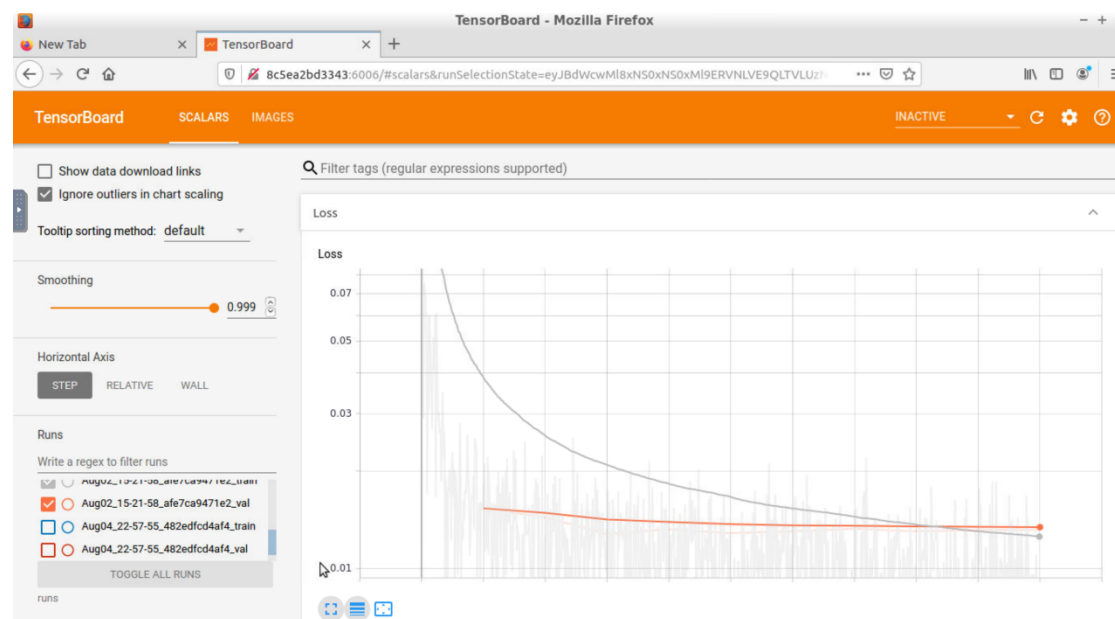 TensorBoard - Mozilla Firefox
New Tab
TensorBoard
8c5ea2bd3343:6006/#scalars&runSelectionState=eyJBdWcwMl8xNS0xNS0xMl9ERVNLVE9QLTVLUz
TensorBoard
SCALARS
IMAGES
INACTIVE
Show data download links
Ignore outliers in chart scaling
Tooltip sorting method: default
Smoothing
0.999
Horizontal Axis
STEP
RELATIVE
WALL
Runs
Write a regex to filter runs
Aug02_15-21-58_afe7ca9471e2_train
Aug02_15-21-58_afe7ca9471e2_val
Aug04_22-57-55_482edfcd4af4_train
Aug04_22-57-55_482edfcd4af4_val
TOGGLE ALL RUNS
runs
Filter tags (regular expressions supported)
Loss
Loss
0.07
0.05
0.03
0.01